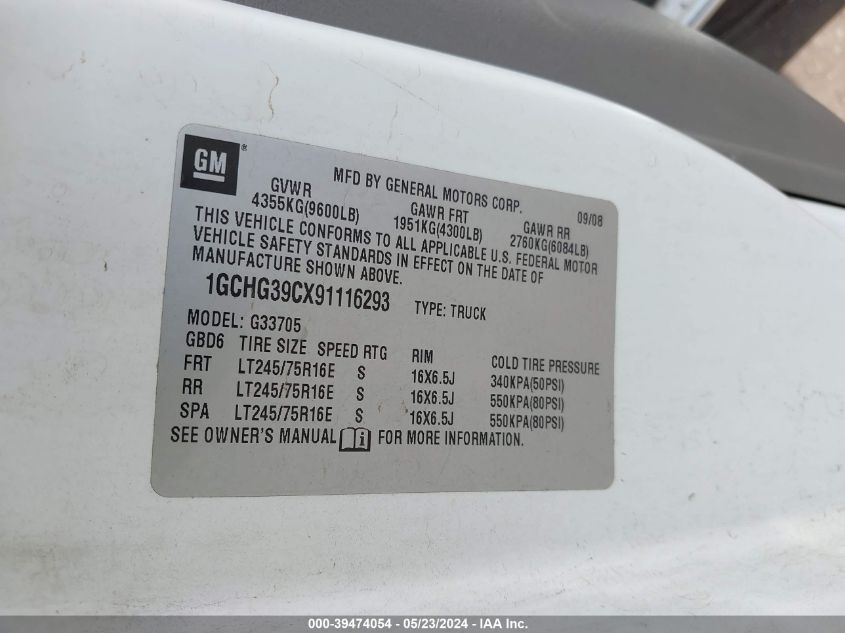 GM ®
MFD BY GENERAL MOTORS CORP. 09/08
GVWR GAWR FRT GAWR RR
4355KG(9600LB) 1951KG(4300LB) 2760KG(6084LB)
THIS VEHICLE CONFORMS TO ALL APPLICABLE U.S. FEDERAL MOTOR
VEHICLE SAFETY STANDARDS IN EFFECT ON THE DATE OF
MANUFACTURE SHOWN ABOVE.
1GCHG39CX91116293 TYPE: TRUCK
MODEL: G33705
GBD6 TIRE SIZE SPEED RTG RIM COLD TIRE PRESSURE
FRT LT245/75R16E S 16X6.5J 340KPA(50PSI)
RR LT245/75R16E S 16X6.5J 550KPA(80PSI)
SPA LT245/75R16E S 16X6.5J 550KPA(80PSI)
SEE OWNER'S MANUAL i FOR MORE INFORMATION.
000-39474054 - 05/23/2024 - IAA Inc.